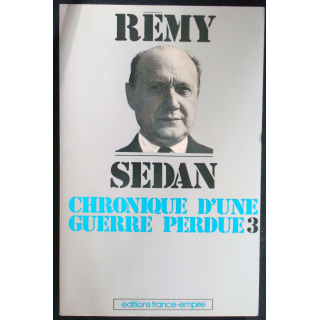 RÉMY
SEDAN
CHRONIQUE D'UNE
GUERRE PERDUE 3
éditions france-empire